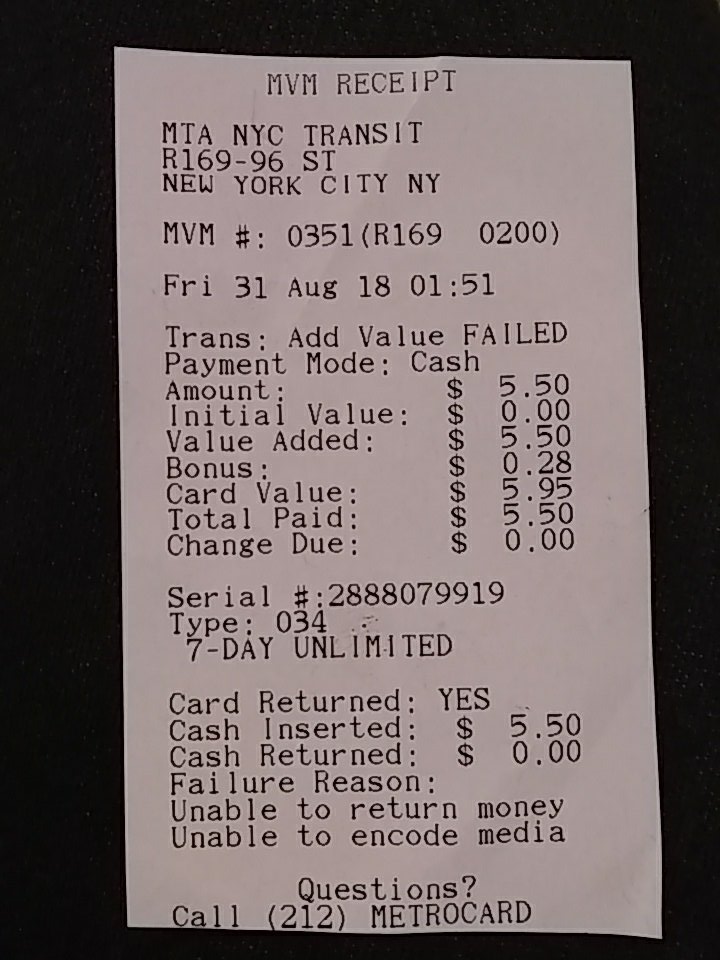 MVM RECEIPT
MTA NYC TRANSIT
R169-96 ST
NEW YORK CITY NY
MVM #: 0351(R169 0200)
Fri 31 Aug 18 01:51
Trans: Add Value FAILED
Payment Mode: Cash
Amount: $ 5.50
Initial Value: $ 0.00
Value Added: $ 5.50
Bonus: $ 0.28
Card Value: $ 5.95
Total Paid: $ 5.50
Change Due: $ 0.00
Serial #:2888079919
Type: 034
7-DAY UNLIMITED
Card Returned: YES
Cash Inserted: $ 5.50
Cash Returned: $ 0.00
Failure Reason:
Unable to return money
Unable to encode media
Questions?
Call (212) METROCARD